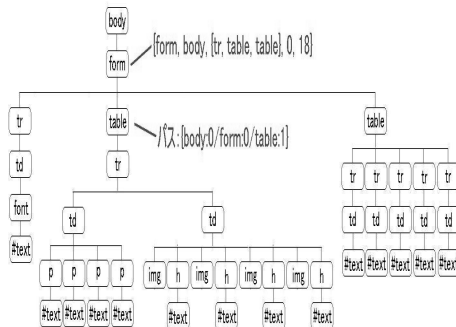 body
form
{form, body, {tr, table, table}, 0, 18}
tr
table
table
パス:{body:0/form:0/table:1}
td
tr
tr
tr
tr
tr
tr
font
td
td
td
td
td
td
td
#text
p
p
p
p
img
h
img
h
img
h
img
h
#text
#text
#text
#text
#text
#text
#text
#text
#text
#text
#text
#text
#text